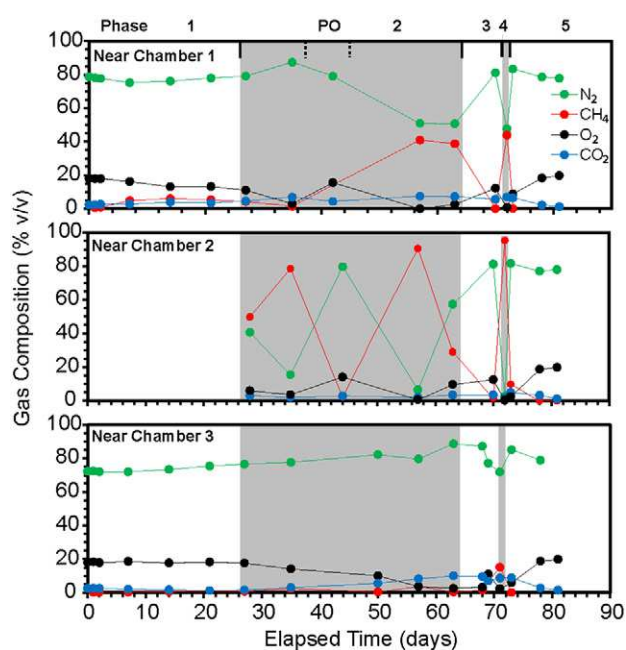 Phase 1 PO 2 3 4 5
100
80
60
40
20
0
Near Chamber 1
N2
CH4
O2
CO2
Gas Composition (% v/v)
80
60
40
20
0
Near Chamber 2
100
80
60
40
20
0
Near Chamber 3
0 10 20 30 40 50 60 70 80 90
Elapsed Time (days)